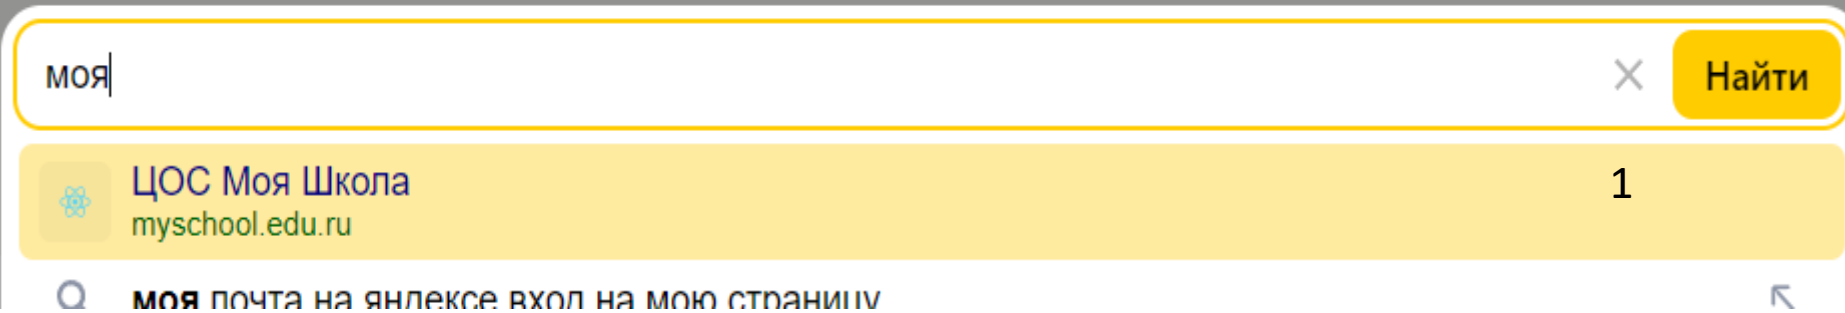 моя
Найти
ЦОС Моя Школа
1
myschool.edu.ru
моя почта на яндексе вход на мою страницу